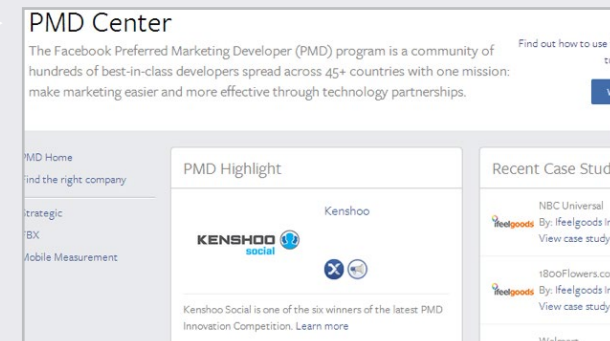 PMD Center
The Facebook Preferred Marketing Developer (PMD) program is a community of
hundreds of best-in-class developers spread across 45+ countries with one mission:
make marketing easier and more effective through technology partnerships.
Find out how to use
PMD Home
Find the right company
Strategic
FBX
Mobile Measurement
PMD Highlight
Kenshoo
KENSHOO
social
Kenshoo Social is one of the six winners of the latest PMD
Innovation Competition. Learn more
Recent Case Stud
NBC Universal
ifeelgoods By: Ifeelgoods In
View case study
1800Flowers.co
ifeelgoods By: Ifeelgoods In
View case study
Walmart